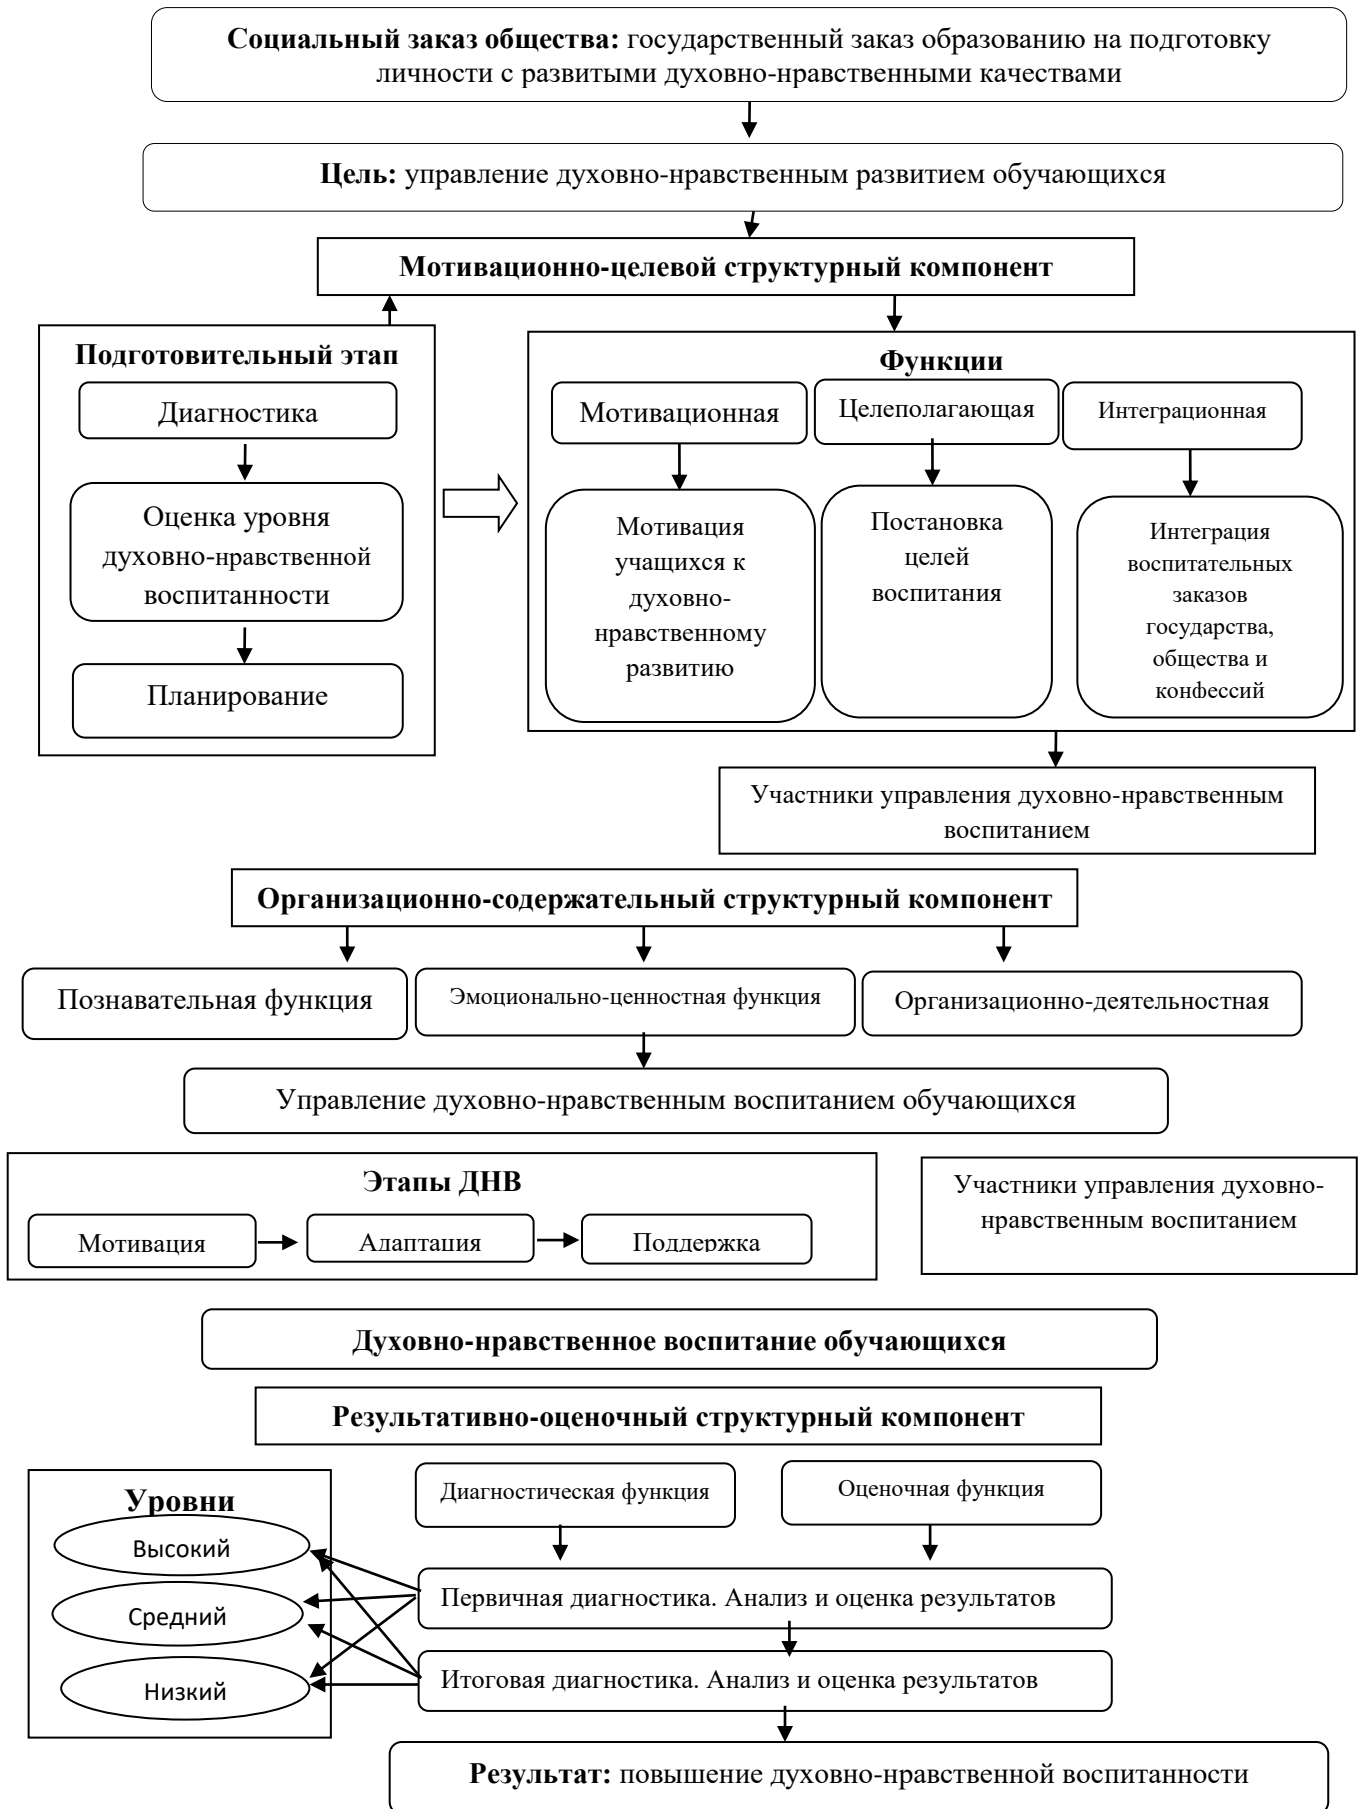 Социальный заказ общества: государственный заказ образованию на подготовку
личности с развитыми духовно-нравственными качествами
Цель: управление духовно-нравственным развитием обучающихся
Мотивационно-целевой структурный компонент
Подготовительный этап
Диагностика
Оценка уровня
духовно-нравственной
воспитанности
Планирование
Функции
Мотивационная
Целеполагающая
Интеграционная
Мотивация
учащихся к
духовно-
нравственному
развитию
Постановка
целей
воспитания
Интеграция
воспитательных
заказов
государства,
общества и
конфессий
Участники управления духовно-нравственным
воспитанием
Организационно-содержательный структурный компонент
Познавательная функция
Эмоционально-ценностная функция
Организационно-деятельностная
Управление духовно-нравственным воспитанием обучающихся
Этапы ДНВ
Мотивация
Адаптация
Поддержка
Участники управления духовно-
нравственным воспитанием
Духовно-нравственное воспитание обучающихся
Результативно-оценочный структурный компонент
Уровни
Высокий
Средний
Низкий
Диагностическая функция
Оценочная функция
Первичная диагностика. Анализ и оценка результатов
Итоговая диагностика. Анализ и оценка результатов
Результат: повышение духовно-нравственной воспитанности